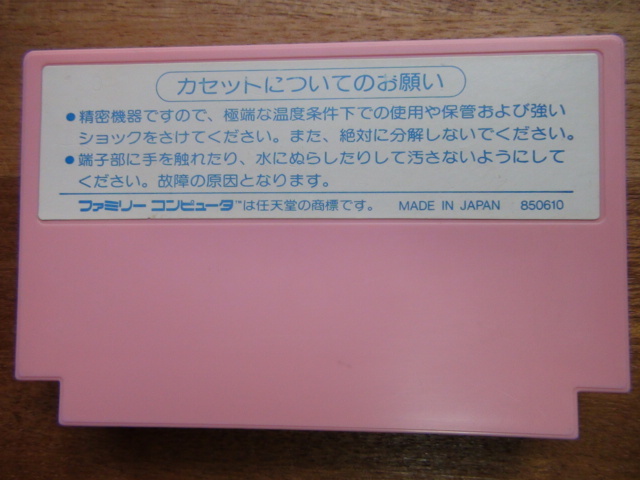 カセットについてのお願い
●精密機器ですので、極端な温度条件下での使用や保管および強い
ショックをさけてください。また、絶対に分解しないでください。
●端子部に手を触れたり、水にぬらしたりして汚さないようにして
ください。故障の原因となります。
ファミリーコンピュータ™は任天堂の商標です。 MADE IN JAPAN 850610